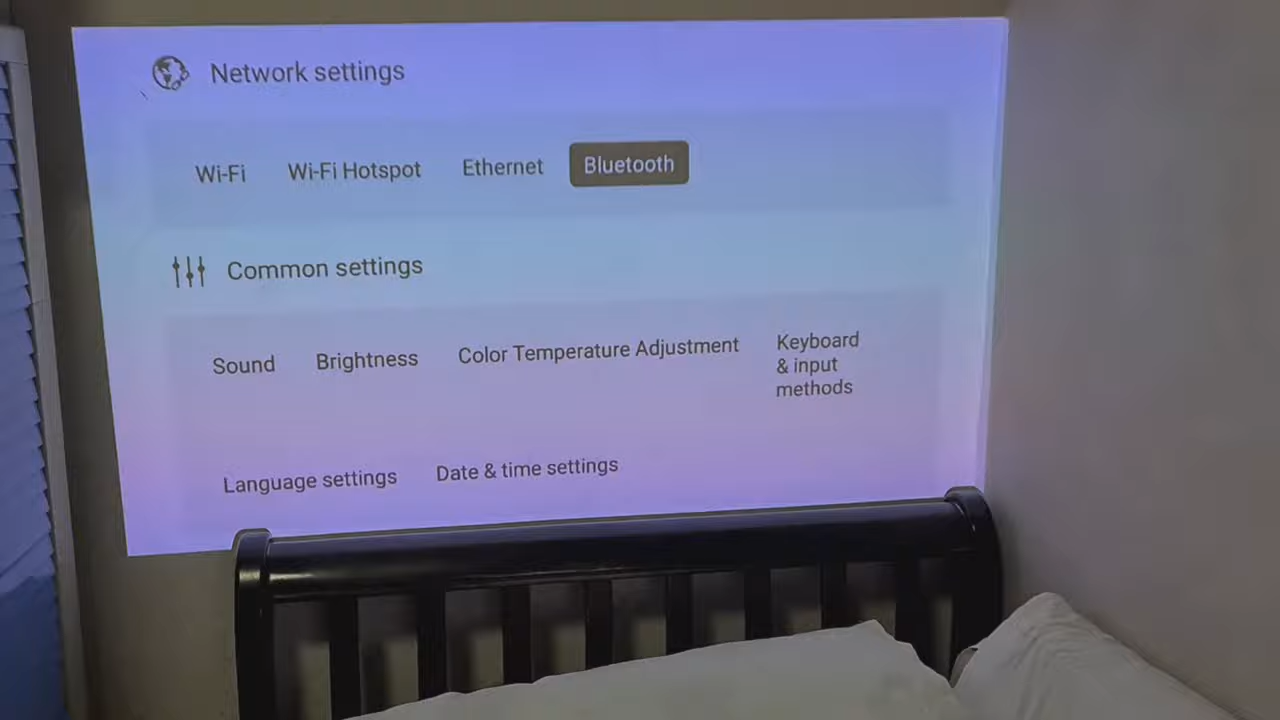 Network settings
Wi-Fi Wi-Fi Hotspot Ethernet Bluetooth
Common settings
Sound Brightness Color Temperature Adjustment Keyboard
& input
methods
Language settings Date & time settings